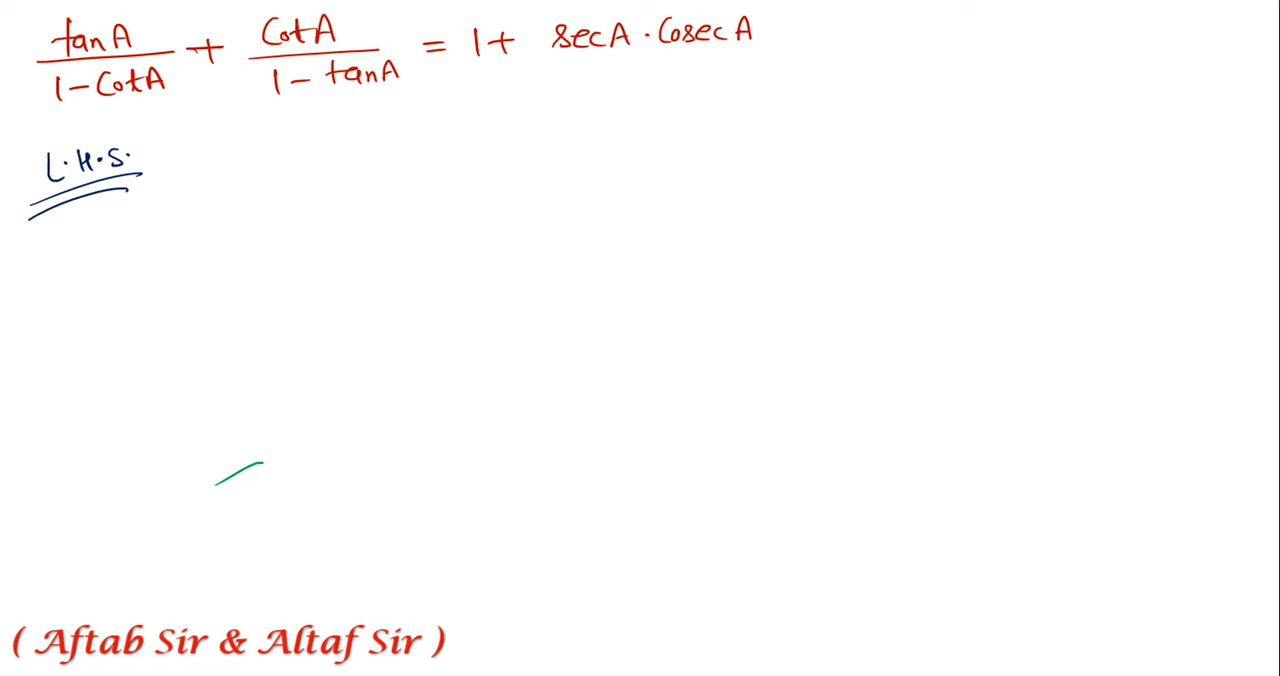 tanA/(1-CotA) + CotA/(1-tanA) = 1+ secA·CosecA
L.H.S.
( Aftab Sir & Altaf Sir )